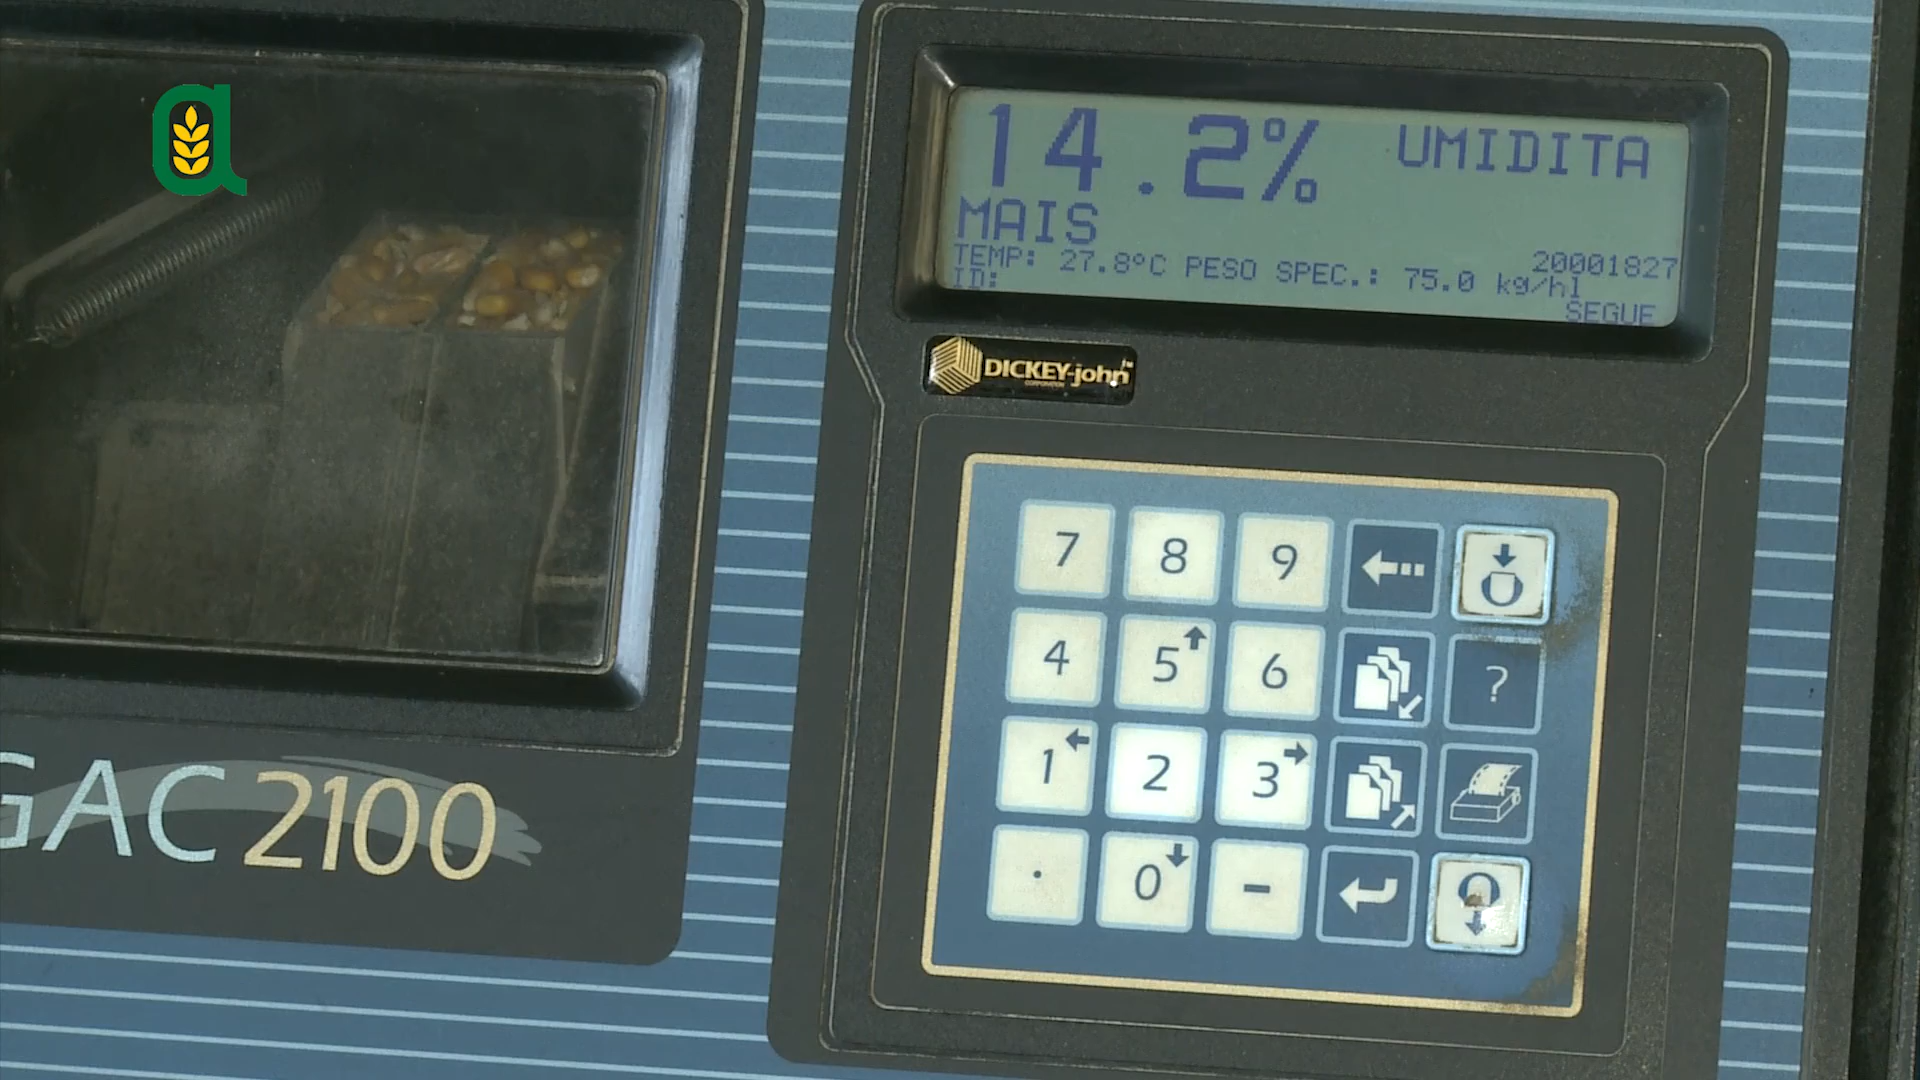 14.2% UMIDITA
MAIS
20001827
TEMP: 27.8°C PESO SPEC.: 75.0 kg/hl
ID:
SEGUE
DICKEY-john
CORPORATION
7 8 9
4 5 6 ?
1 2 3
. 0 -
GAC 2100